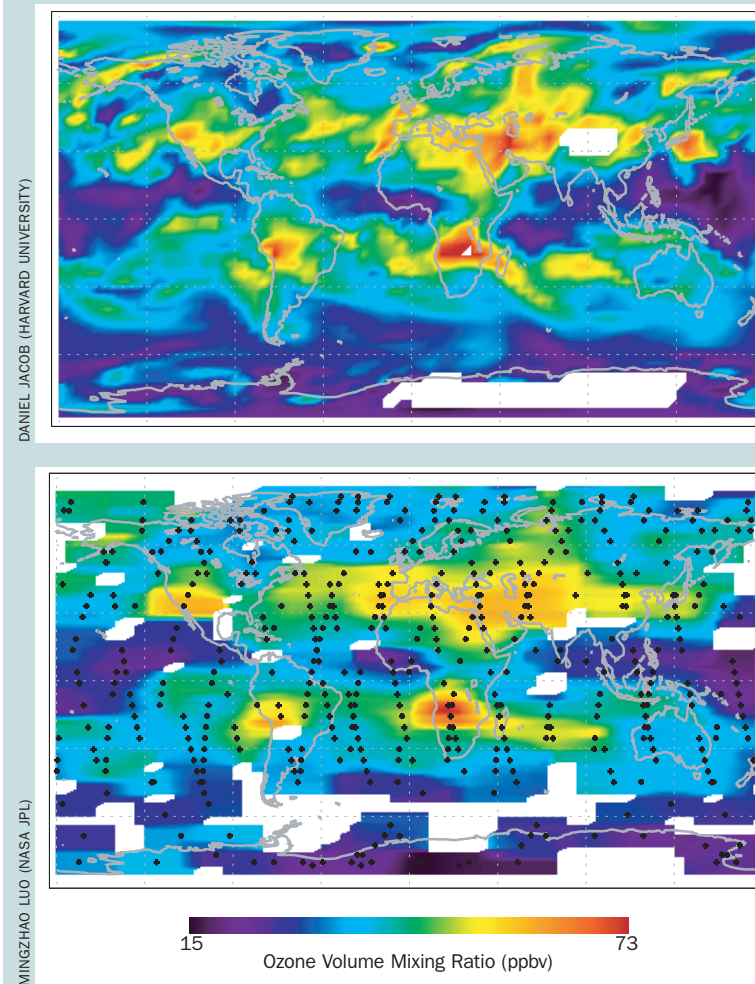 DANIEL JACOB (HARVARD UNIVERSITY)
MINGZHAO LUO (NASA JPL)
15
73
Ozone Volume Mixing Ratio (ppbv)